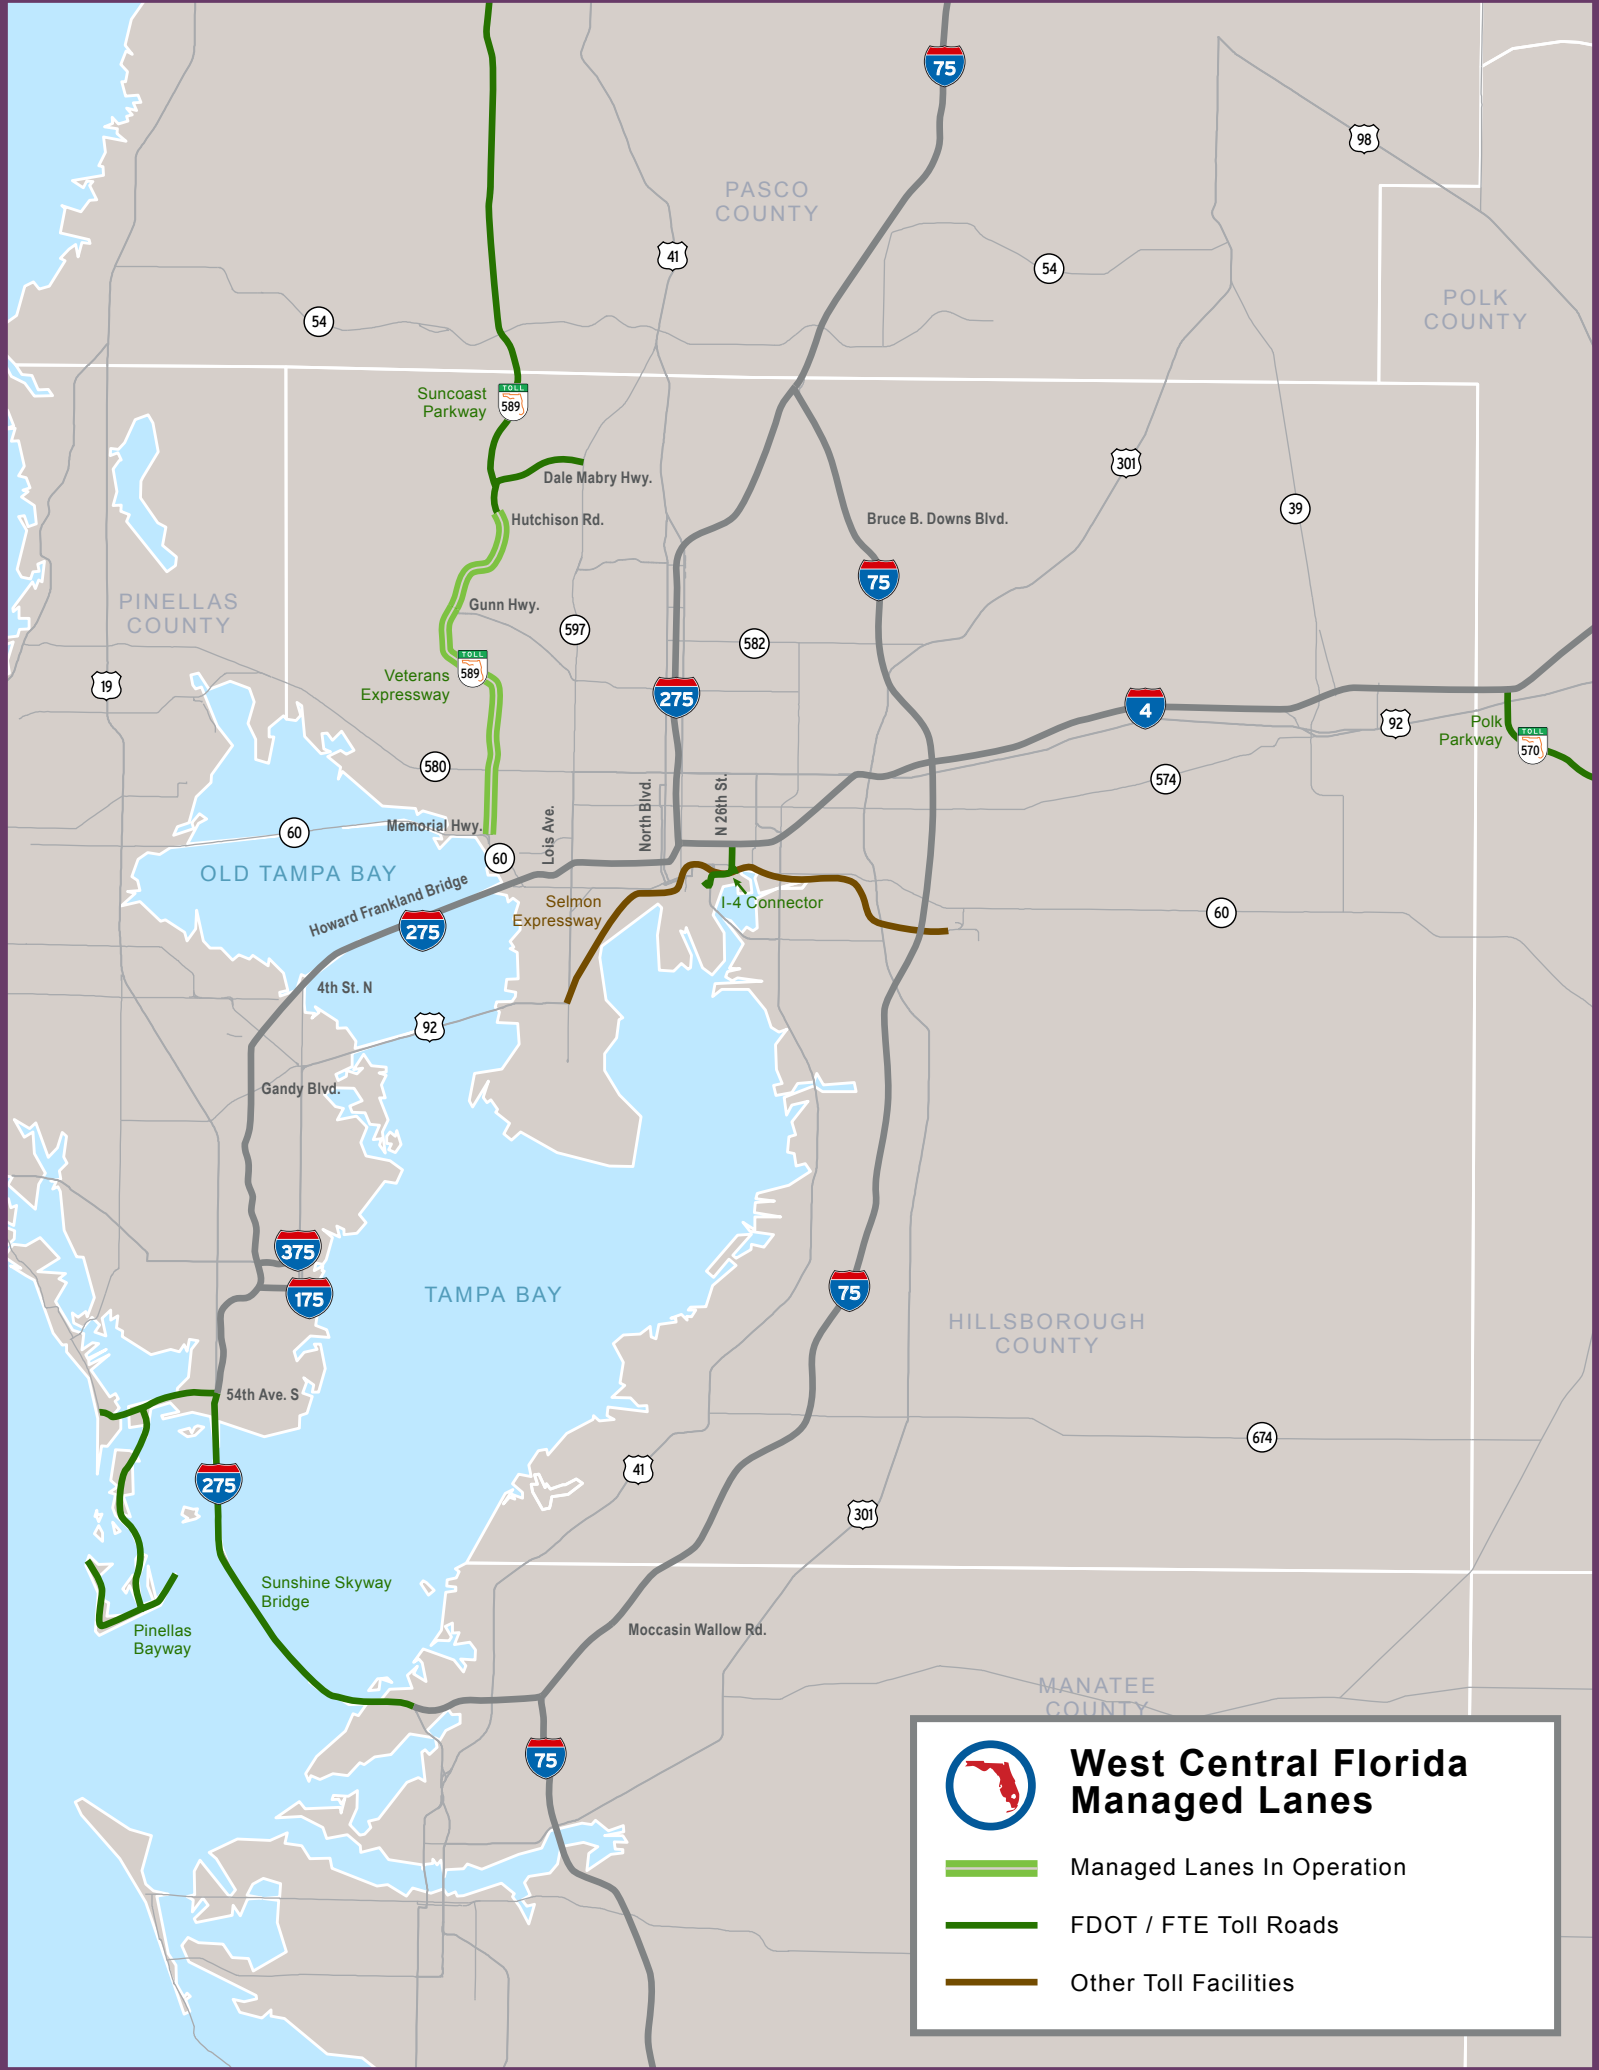 75
98
PASCO
COUNTY
41
54
54
POLK
COUNTY
Suncoast
Parkway
TOLL
589
301
Dale Mabry Hwy.
39
Hutchison Rd.
Bruce B. Downs Blvd.
75
PINELLAS
COUNTY
Gunn Hwy.
597
582
19
Veterans
Expressway
TOLL
589
275
4
92
Polk
Parkway
TOLL
570
580
574
North Blvd.
N 26th St.
Lois Ave.
60
Memorial Hwy.
60
OLD TAMPA BAY
Howard Frankland Bridge
275
Selmon
Expressway
I-4 Connector
60
4th St. N
92
Gandy Blvd.
375
175
TAMPA BAY
75
HILLSBOROUGH
COUNTY
54th Ave. S
674
275
41
301
Sunshine Skyway
Bridge
Pinellas
Bayway
Moccasin Wallow Rd.
MANATEE
COUNTY
75
West Central Florida
Managed Lanes
Managed Lanes In Operation
FDOT / FTE Toll Roads
Other Toll Facilities